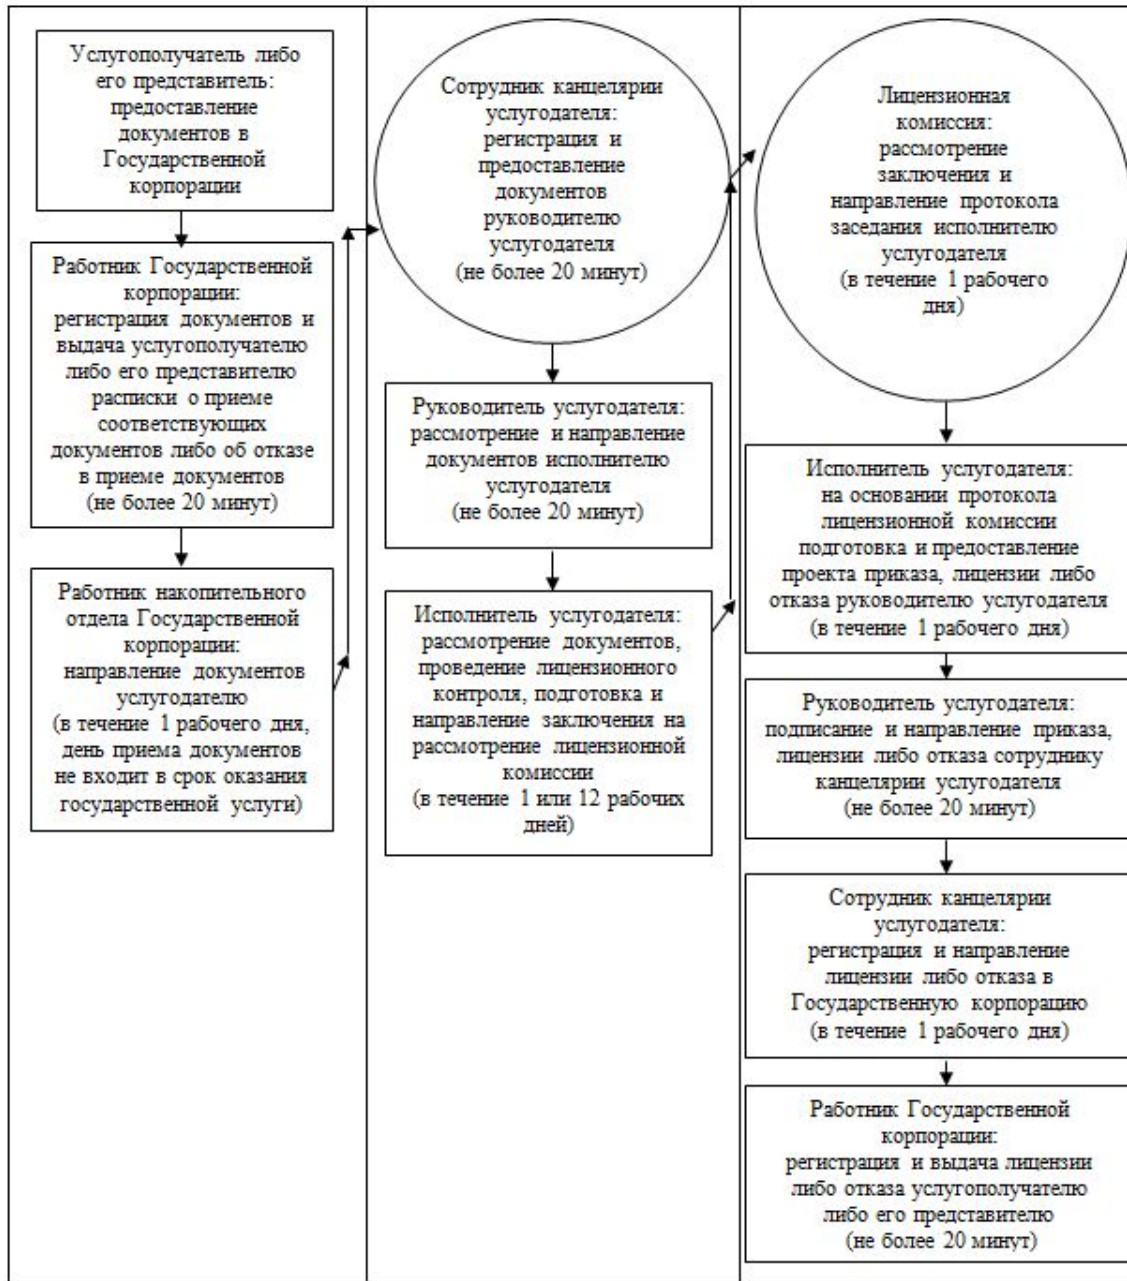 Услугополучатель либо
его представитель:
предоставление
документов в
Государственной
корпорации
Работник Государственной
корпорации:
регистрация документов и
выдача услугополучателю
либо его представителю
расписки о приеме
соответствующих
документов либо об отказе
в приеме документов
(не более 20 минут)
Работник накопительного
отдела Государственной
корпорации:
направление документов
услугодателю
(в течение 1 рабочего дня,
день приема документов
не входит в срок оказания
государственной услуги)
Сотрудник канцелярии
услугодателя:
регистрация и
предоставление
документов
руководителю
услугодателя
(не более 20 минут)
Руководитель услугодателя:
рассмотрение и направление
документов исполнителю
услугодателя
(не более 20 минут)
Исполнитель услугодателя:
рассмотрение документов,
проведение лицензионного
контроля, подготовка и
направление заключения на
рассмотрение лицензионной
комиссии
(в течение 1 или 12 рабочих
дней)
Лицензионная
комиссия:
рассмотрение
заключения и
направление протокола
заседания исполнителю
услугодателя
(в течение 1 рабочего
дня)
Исполнитель услугодателя:
на основании протокола
лицензионной комиссии
подготовка и предоставление
проекта приказа, лицензии либо
отказа руководителю услугодателя
(в течение 1 рабочего дня)
Руководитель услугодателя:
подписание и направление приказа,
лицензии либо отказа сотруднику
канцелярии услугодателя
(не более 20 минут)
Сотрудник канцелярии
услугодателя:
регистрация и направление
лицензии либо отказа в
Государственную корпорацию
(в течение 1 рабочего дня)
Работник Государственной
корпорации:
регистрация и выдача лицензии
либо отказа услугополучателю
либо его представителю
(не более 20 минут)